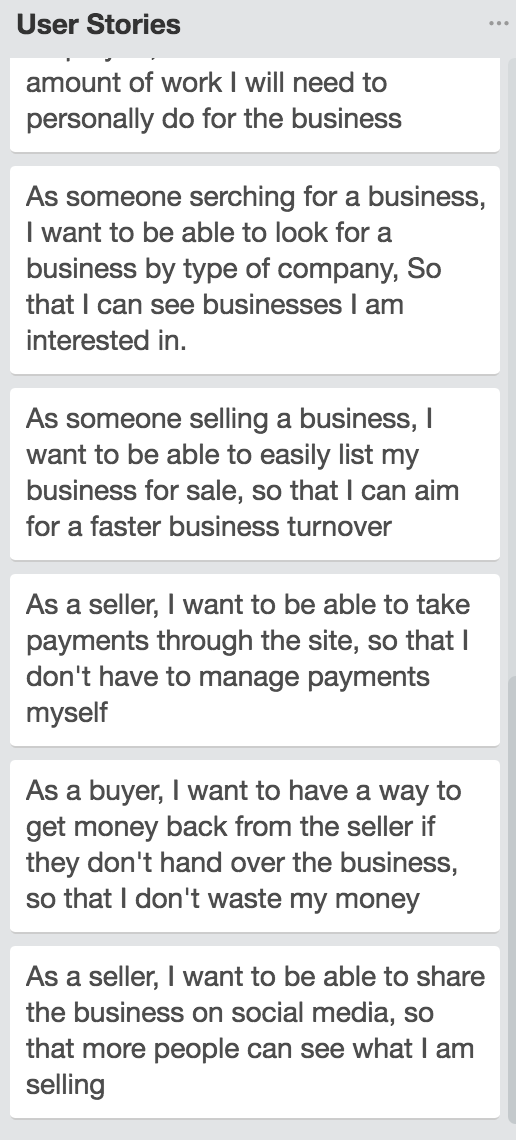 User Stories
amount of work I will need to
personally do for the business
As someone serching for a business,
I want to be able to look for a
business by type of company, So
that I can see businesses I am
interested in.
As someone selling a business, I
want to be able to easily list my
business for sale, so that I can aim
for a faster business turnover
As a seller, I want to be able to take
payments through the site, so that I
don't have to manage payments
myself
As a buyer, I want to have a way to
get money back from the seller if
they don't hand over the business,
so that I don't waste my money
As a seller, I want to be able to share
the business on social media, so
that more people can see what I am
selling